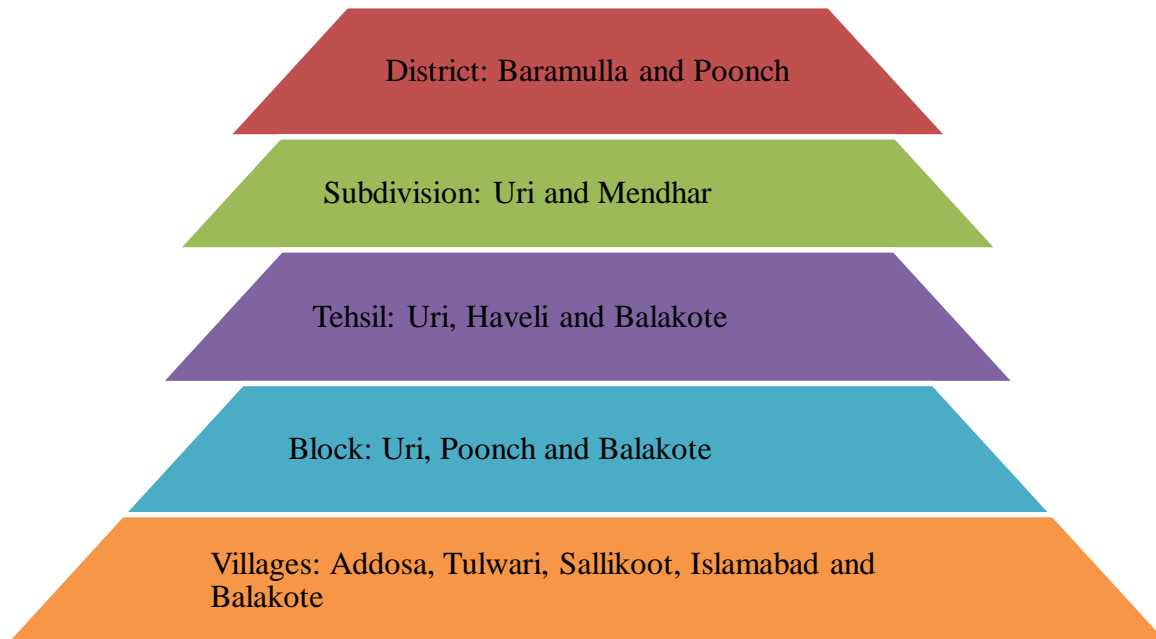 District: Baramulla and Poonch
Subdivision: Uri and Mendhar
Tehsil: Uri, Haveli and Balakote
Block: Uri, Poonch and Balakote
Villages: Addosa, Tulwari, Sallikoot, Islamabad and
Balakote